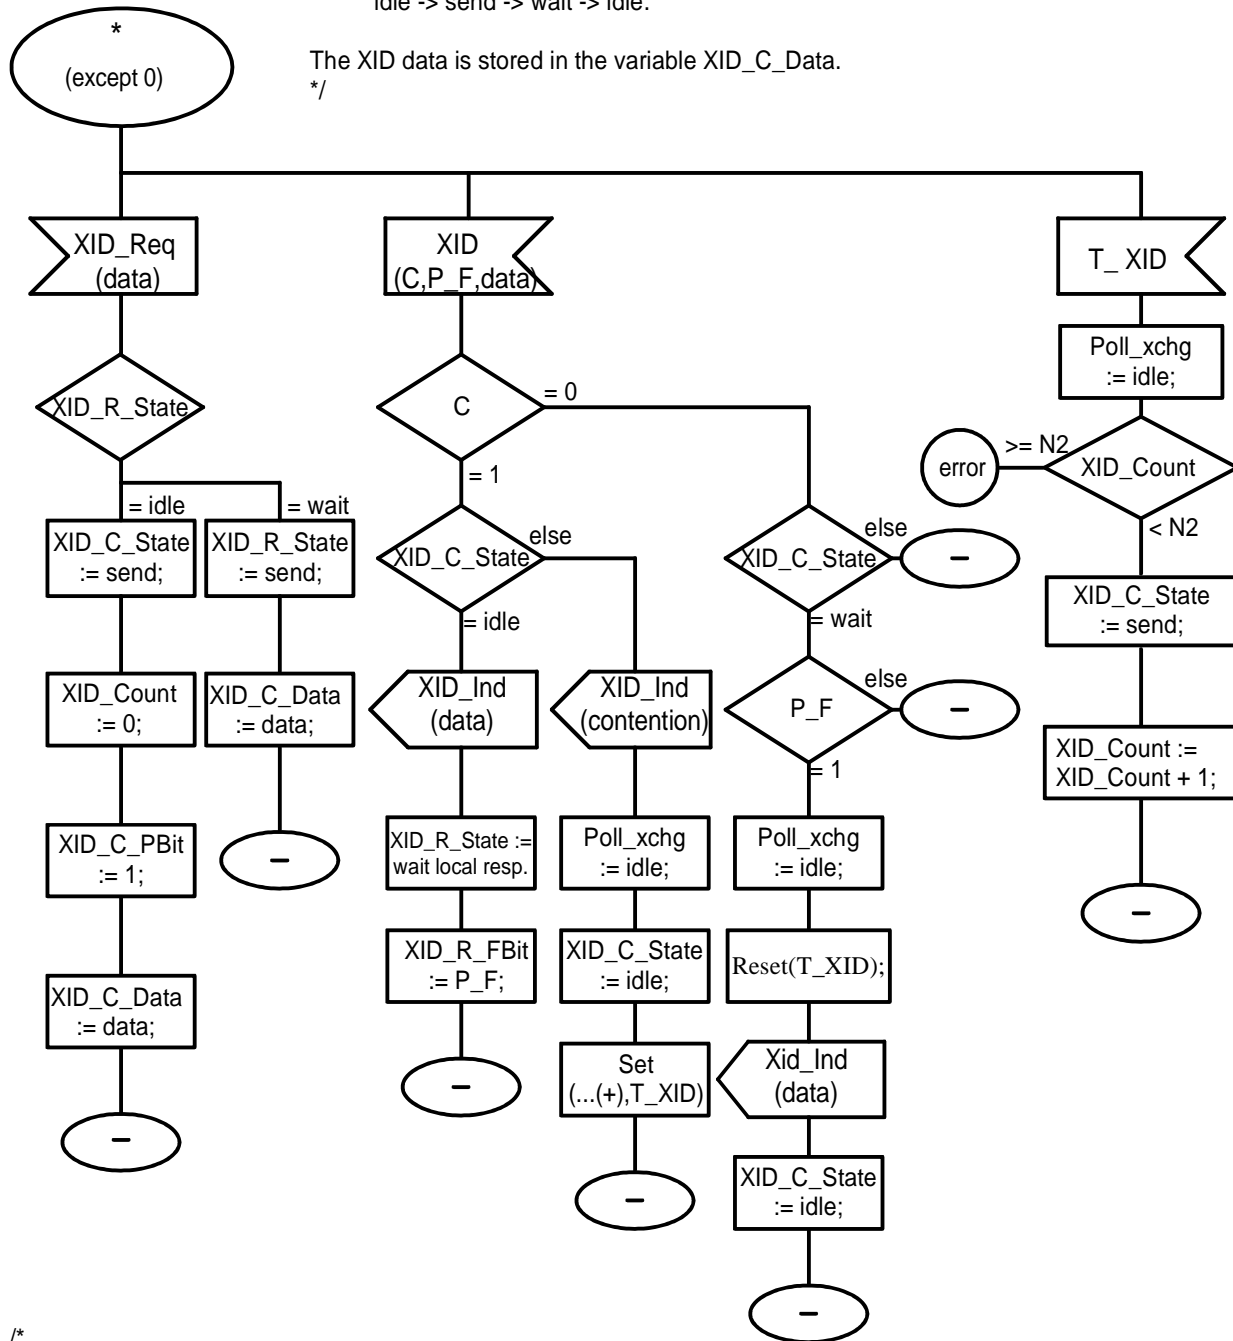 idle -> send -> wait -> idle.
The XID data is stored in the variable XID_C_Data.
*/
*
(except 0)
XID_Req
(data)
XID_R_State
= idle
XID_C_State
:= send;
XID_Count
:= 0;
XID_C_PBit
:= 1;
XID_C_Data
:= data;
–
= wait
XID_R_State
:= send;
XID_C_Data
:= data;
–
XID
(C,P_F,data)
C
= 1
XID_C_State
= idle
XID_Ind
(data)
XID_R_State :=
wait local resp.
XID_R_FBit
:= P_F;
–
else
XID_Ind
(contention)
Poll_xchg
:= idle;
XID_C_State
:= idle;
Set
(...(+),T_XID)
–
= 0
XID_C_State
else
–
= wait
P_F
else
–
= 1
Poll_xchg
:= idle;
Reset(T_XID);
Xid_Ind
(data)
XID_C_State
:= idle;
–
T_ XID
Poll_xchg
:= idle;
XID_Count
>= N2
error
< N2
XID_C_State
:= send;
XID_Count :=
XID_Count + 1;
–
/*